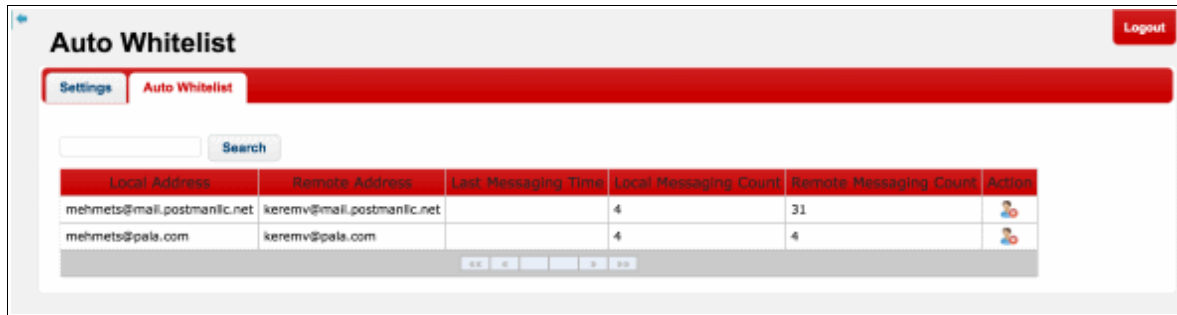 Logout
Auto Whitelist
Settings Auto Whitelist
Search
Local Address Remote Address Last Messaging Time Local Messaging Count Remote Messaging Count Action
mehmets@mail.postmanllc.net keremv@mail.postmanllc.net 4 31
mehmets@pala.com keremv@pala.com 4 4
<< < > >>